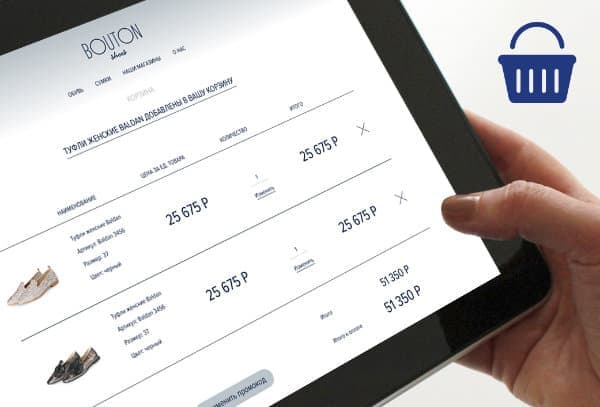 BOUTON
shoes
ОБУВЬ СУМКИ НАШИ МАГАЗИНЫ О НАС
КОРЗИНА
ТУФЛИ ЖЕНСКИЕ BALDAN ДОБАВЛЕНЫ В ВАШУ КОРЗИНУ
НАИМЕНОВАНИЕ ЦЕНА ЗА ЕД. ТОВАРА КОЛИЧЕСТВО ИТОГО
Туфли женские Baldan
Артикул: Baldan 3456
Размер: 37
Цвет: черный
25 675 Р
1
Изменить
25 675 Р
Туфли женские Baldan
Артикул: Baldan 3456
Размер: 37
Цвет: черный
25 675 Р
1
Изменить
25 675 Р
Итого 51 350 Р
Итого к оплате 51 350 Р
промокод